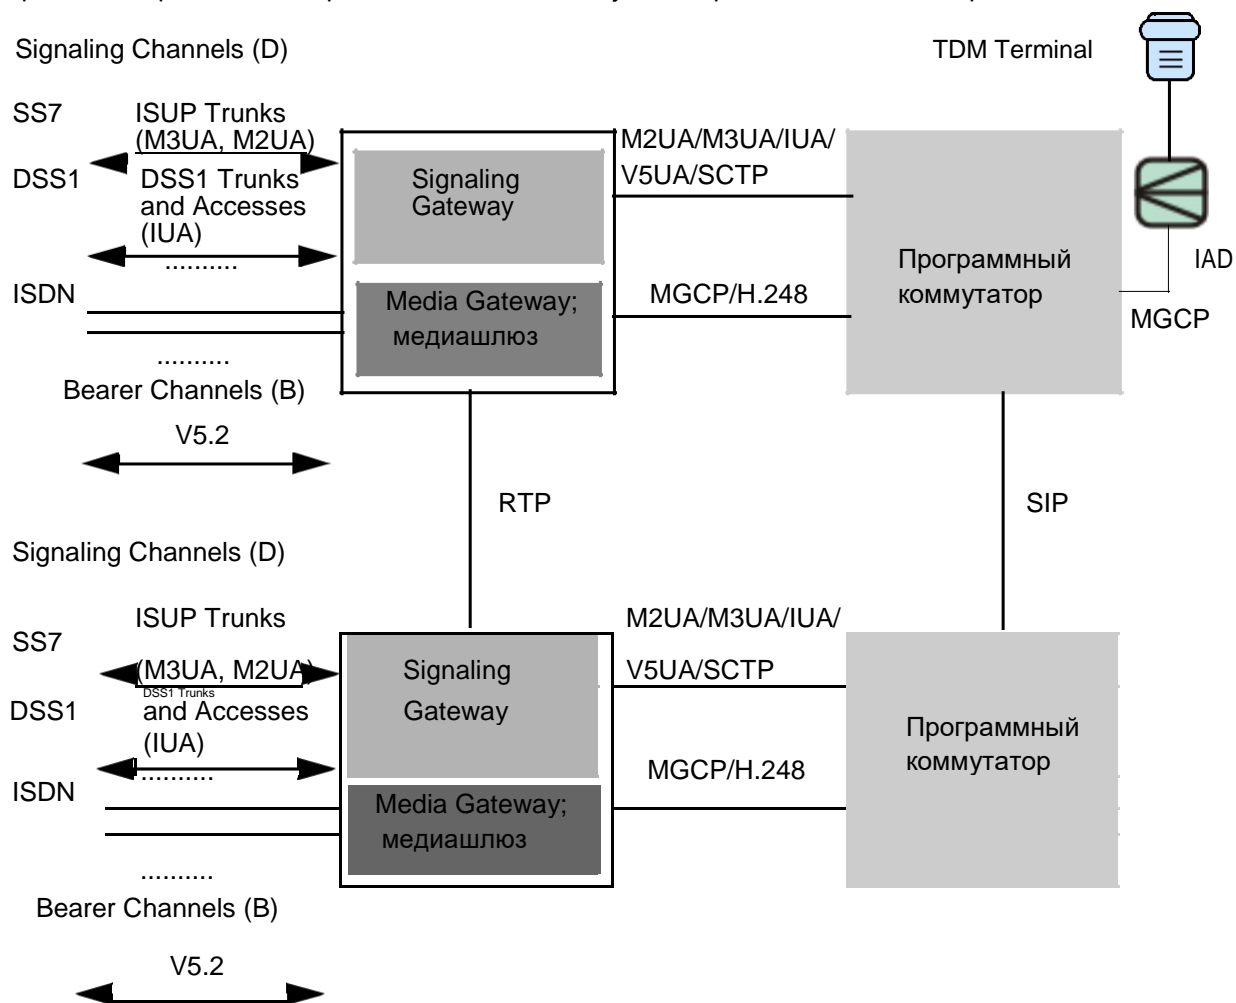 Signaling Channels (D)
TDM Terminal
SS7
ISUP Trunks
(M3UA, M2UA)
DSS1
DSS1 Trunks
and Accesses
(IUA)
..........
ISDN
..........
Bearer Channels (B)
V5.2
Signaling
Gateway
Media Gateway;
медиашлюз
M2UA/M3UA/IUA/
V5UA/SCTP
MGCP/H.248
Программный
коммутатор
IAD
MGCP
RTP
SIP
Signaling Channels (D)
SS7
ISUP Trunks
(M3UA, M2UA)
DSS1
DSS1 Trunks
and Accesses
(IUA)
..........
ISDN
..........
Bearer Channels (B)
V5.2
Signaling
Gateway
Media Gateway;
медиашлюз
M2UA/M3UA/IUA/
V5UA/SCTP
MGCP/H.248
Программный
коммутатор